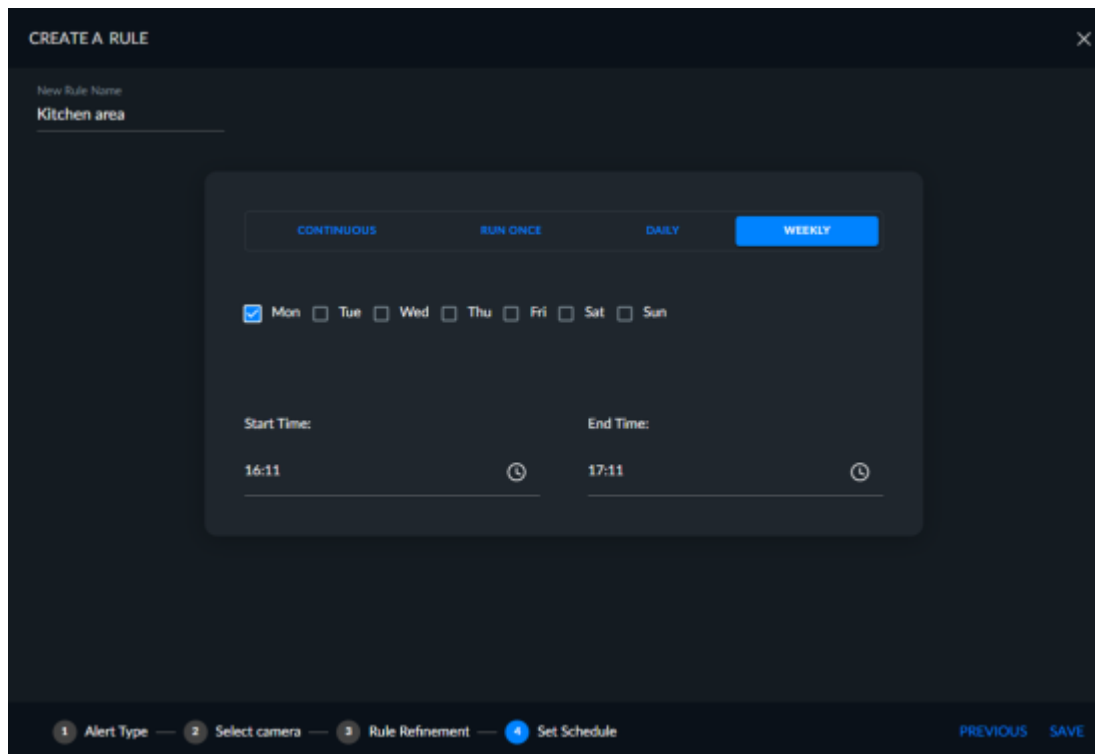 CREATE A RULE
New Rule Name
Kitchen area
CONTINUOUS RUN ONCE DAILY WEEKLY
Mon Tue Wed Thu Fri Sat Sun
Start Time: End Time:
16:11 17:11
1 Alert Type 2 Select camera 3 Rule Refinement 4 Set Schedule PREVIOUS SAVE